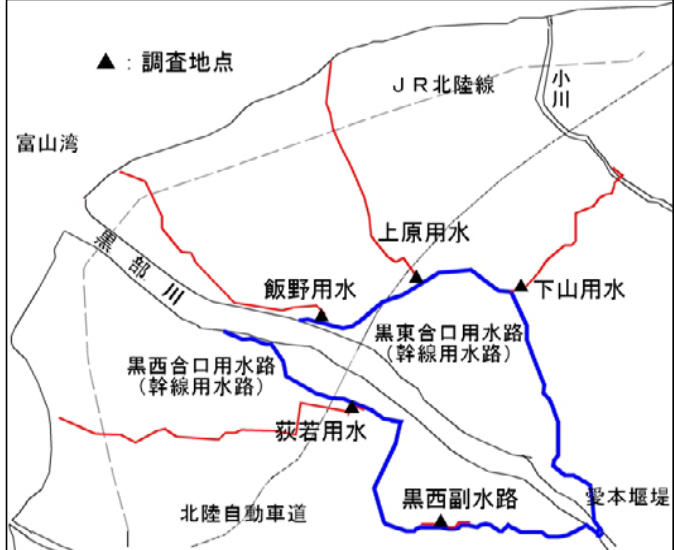 ▲：調査地点
JR北陸線
小川
富山湾
黒部川
上原用水
飯野用水
下山用水
黒東合口用水路
（幹線用水路）
黒西合口用水路
（幹線用水路）
荻若用水
黒西副水路
愛本堰堤
北陸自動車道